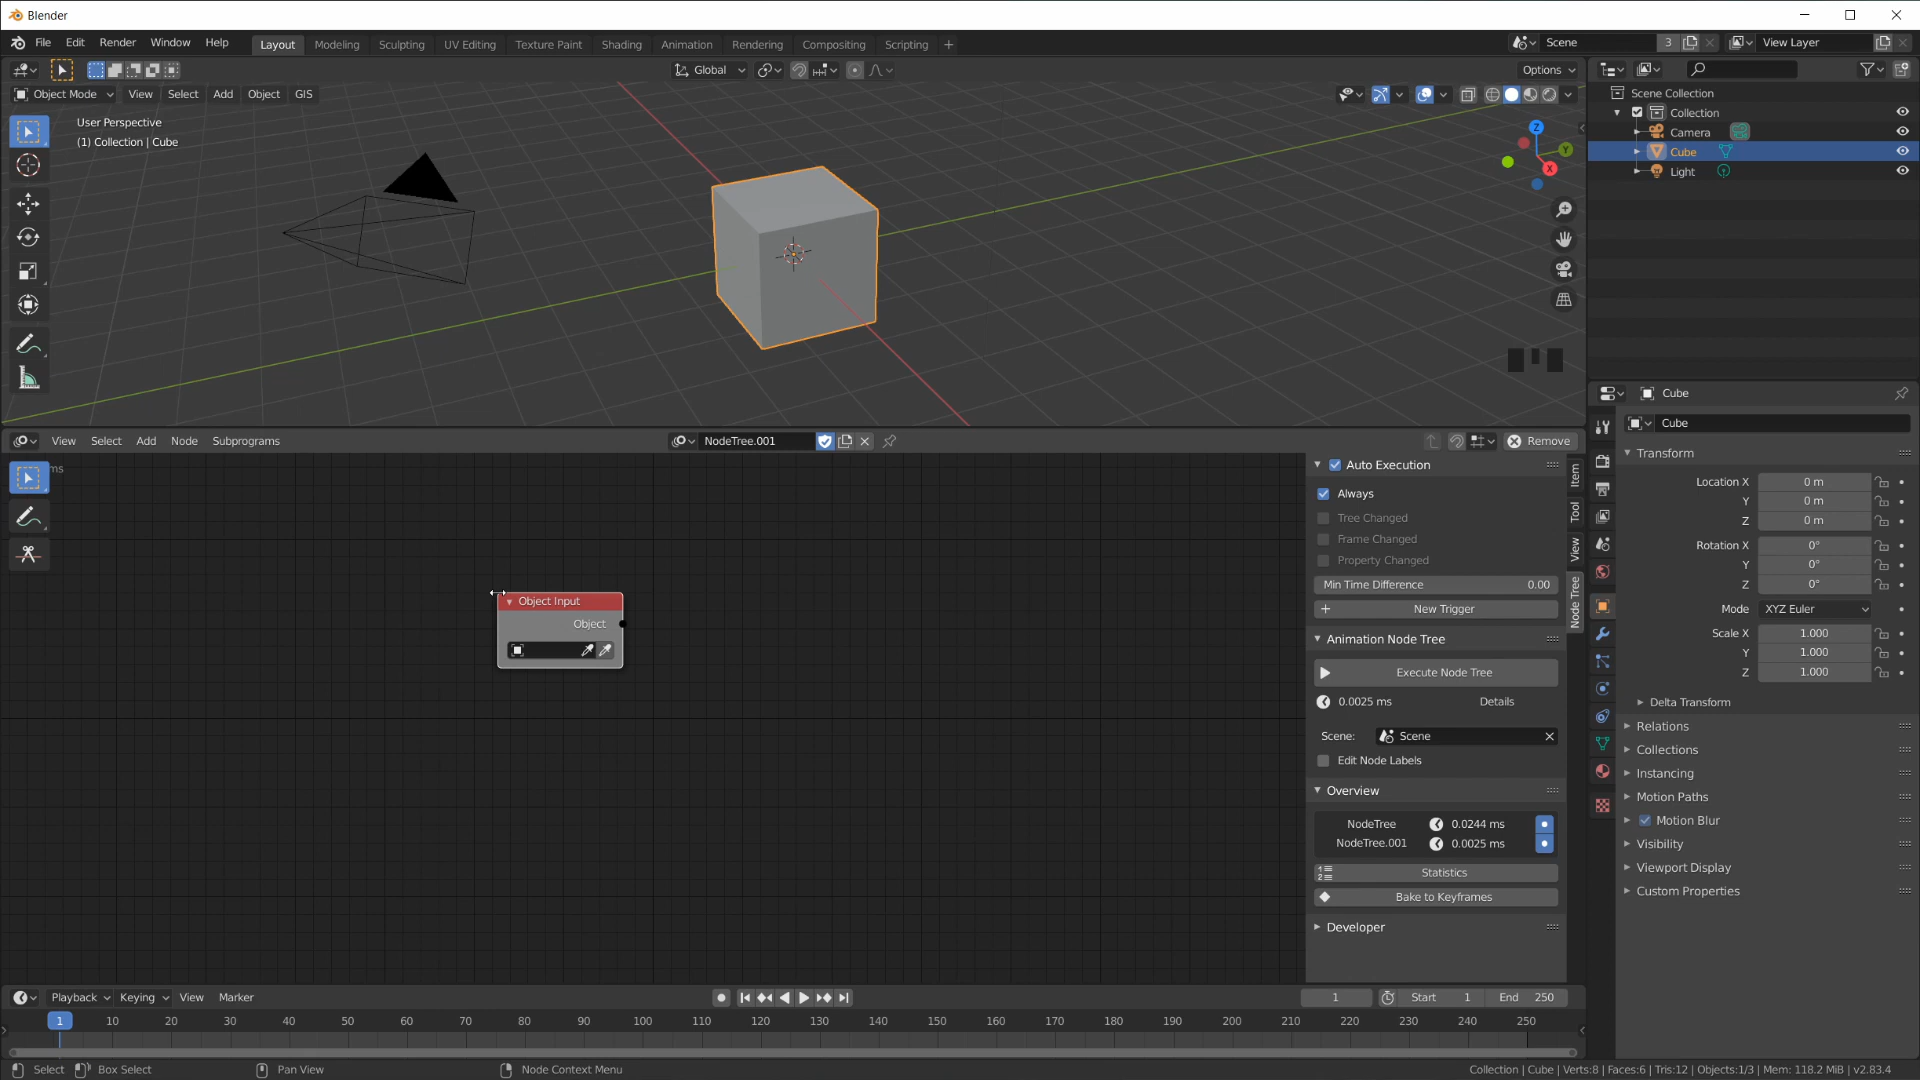 Blender
File Edit Render Window Help Layout Modeling Sculpting UV Editing Texture Paint Shading Animation Rendering Compositing Scripting + Scene 3 View Layer
Global Options
Object Mode View Select Add Object GIS
User Perspective
(1) Collection | Cube
Z
Y
X
Scene Collection
Collection
Camera
Cube
Light
View Select Add Node Subprograms NodeTree.001 Remove
ms
Object Input
Object
Auto Execution
Always
Tree Changed
Frame Changed
Property Changed
Min Time Difference 0.00
New Trigger
Animation Node Tree
Execute Node Tree
0.0025 ms Details
Scene: Scene
Edit Node Labels
Overview
NodeTree 0.0244 ms
NodeTree.001 0.0025 ms
Statistics
Bake to Keyframes
Developer
Item
Tool
View
Node Tree
Cube
Cube
Transform
Location X 0 m
Y 0 m
Z 0 m
Rotation X 0°
Y 0°
Z 0°
Mode XYZ Euler
Scale X 1.000
Y 1.000
Z 1.000
Delta Transform
Relations
Collections
Instancing
Motion Paths
Motion Blur
Visibility
Viewport Display
Custom Properties
Playback Keying View Marker 1 Start 1 End 250
1 10 20 30 40 50 60 70 80 90 100 110 120 130 140 150 160 170 180 190 200 210 220 230 240 250
Select Box Select Pan View Node Context Menu Collection | Cube | Verts:8 | Faces:6 | Tris:12 | Objects:1/3 | Mem: 118.2 MiB | v2.83.4